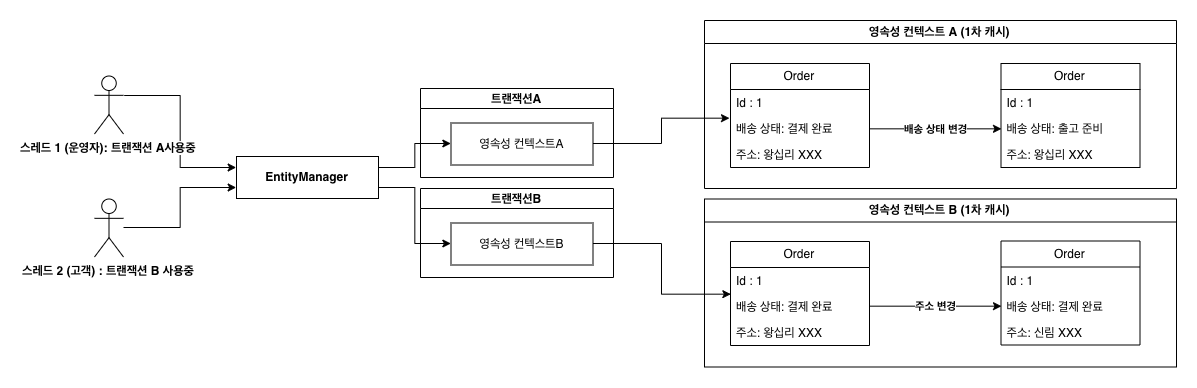 스레드 1 (운영자): 트랜잭션 A사용중
스레드 2 (고객) : 트랜잭션 B 사용중
EntityManager
트랜잭션A
영속성 컨텍스트A
트랜잭션B
영속성 컨텍스트B
영속성 컨텍스트 A (1차 캐시)
Order
Id : 1
배송 상태: 결제 완료
주소: 왕십리 XXX
배송 상태 변경
Order
Id : 1
배송 상태: 출고 준비
주소: 왕십리 XXX
영속성 컨텍스트 B (1차 캐시)
Order
Id : 1
배송 상태: 결제 완료
주소: 왕십리 XXX
주소 변경
Order
Id : 1
배송 상태: 결제 완료
주소: 신림 XXX